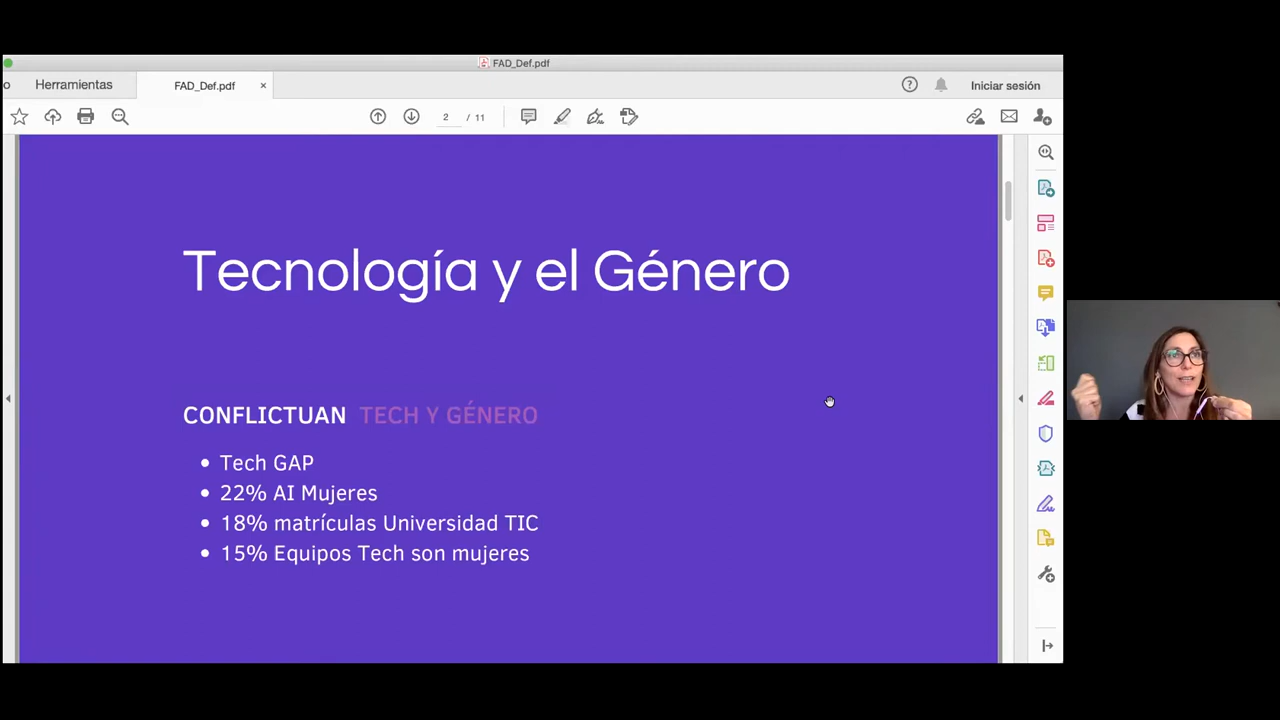 FAD_Def.pdf
o Herramientas FAD_Def.pdf × Iniciar sesión
2 / 11
Tecnología y el Género
CONFLICTUAN TECH Y GÉNERO
• Tech GAP
• 22% AI Mujeres
• 18% matrículas Universidad TIC
• 15% Equipos Tech son mujeres